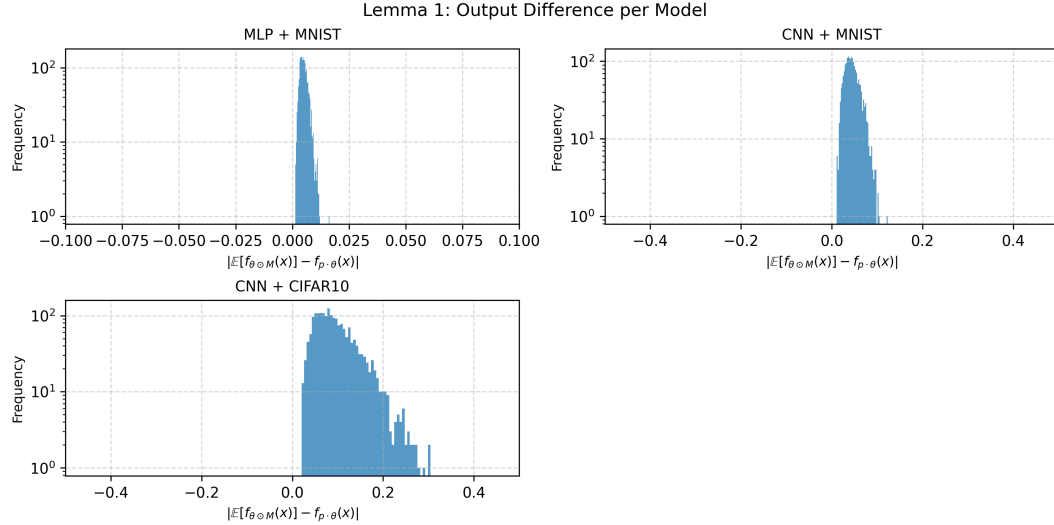 Lemma 1: Output Difference per Model
MLP + MNIST
Frequency
10²
10¹
10⁰
−0.100 −0.075 −0.050 −0.025 0.000 0.025 0.050 0.075 0.100
|𝔼[f_{θ⊙M}(x)] − f_{p·θ}(x)|
CNN + MNIST
Frequency
10²
10¹
10⁰
−0.4 −0.2 0.0 0.2 0.4
|𝔼[f_{θ⊙M}(x)] − f_{p·θ}(x)|
CNN + CIFAR10
Frequency
10²
10¹
10⁰
−0.4 −0.2 0.0 0.2 0.4
|𝔼[f_{θ⊙M}(x)] − f_{p·θ}(x)|